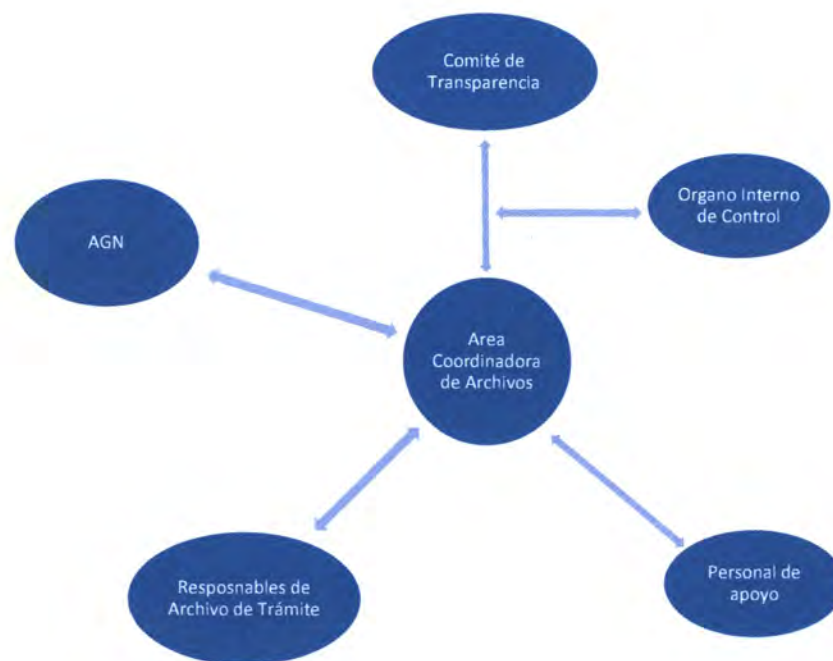 Comité de
Transparencia
Organo Interno
de Control
AGN
Area
Coordinadora
de Archivos
Resposnables de
Archivo de Trámite
Personal de
apoyo